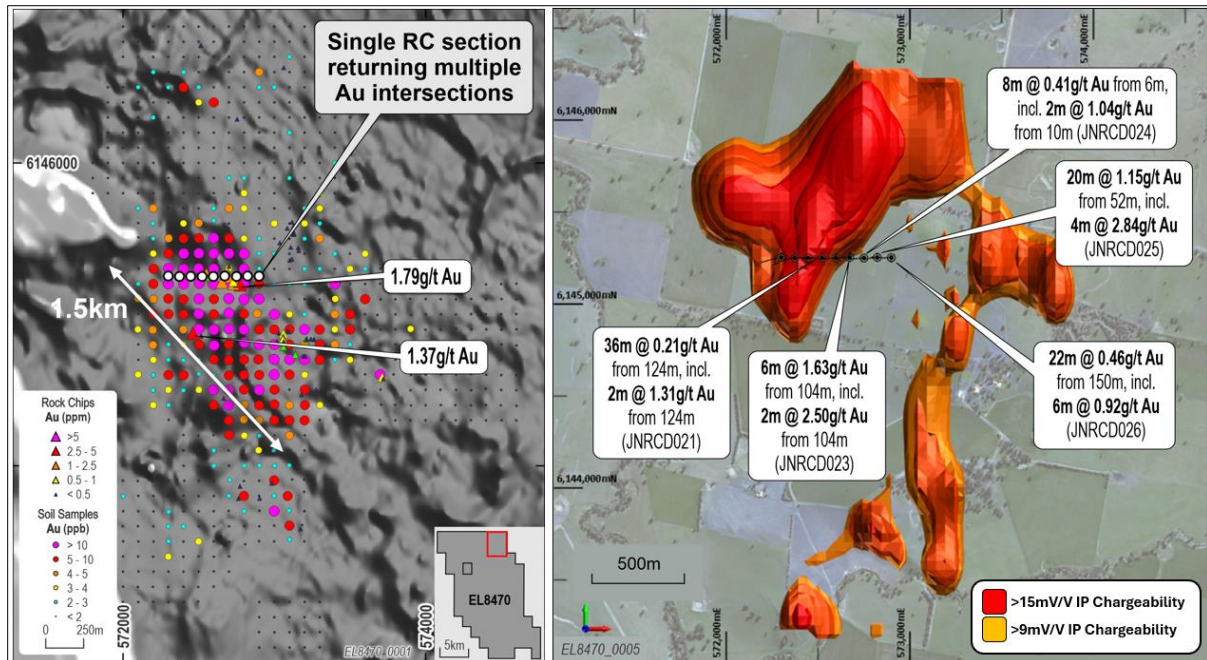 Single RC section
returning multiple
Au intersections
6146000
1.79g/t Au
1.5km
1.37g/t Au
Rock Chips
Au (ppm)
>5
2.5 - 5
1 - 2.5
0.5 - 1
< 0.5
Soil Samples
Au (ppb)
> 10
5 - 10
4 - 5
3 - 4
2 - 3
< 2
0 250m
572000
574000
EL8470
5km
EL8470_0001
572,000mE
573,000mE
574,000mE
6,146,000mN
8m @ 0.41g/t Au from 6m,
incl. 2m @ 1.04g/t Au
from 10m (JNRCD024)
20m @ 1.15g/t Au
from 52m, incl.
4m @ 2.84g/t Au
(JNRCD025)
6,145,000mN
36m @ 0.21g/t Au
from 124m, incl.
2m @ 1.31g/t Au
from 124m
(JNRCD021)
6m @ 1.63g/t Au
from 104m, incl.
2m @ 2.50g/t Au
from 104m
(JNRCD023)
22m @ 0.46g/t Au
from 150m, incl.
6m @ 0.92g/t Au
(JNRCD026)
6,144,000mN
500m
>15mV/V IP Chargeability
>9mV/V IP Chargeability
572,000mE
573,000mE
EL8470_0005